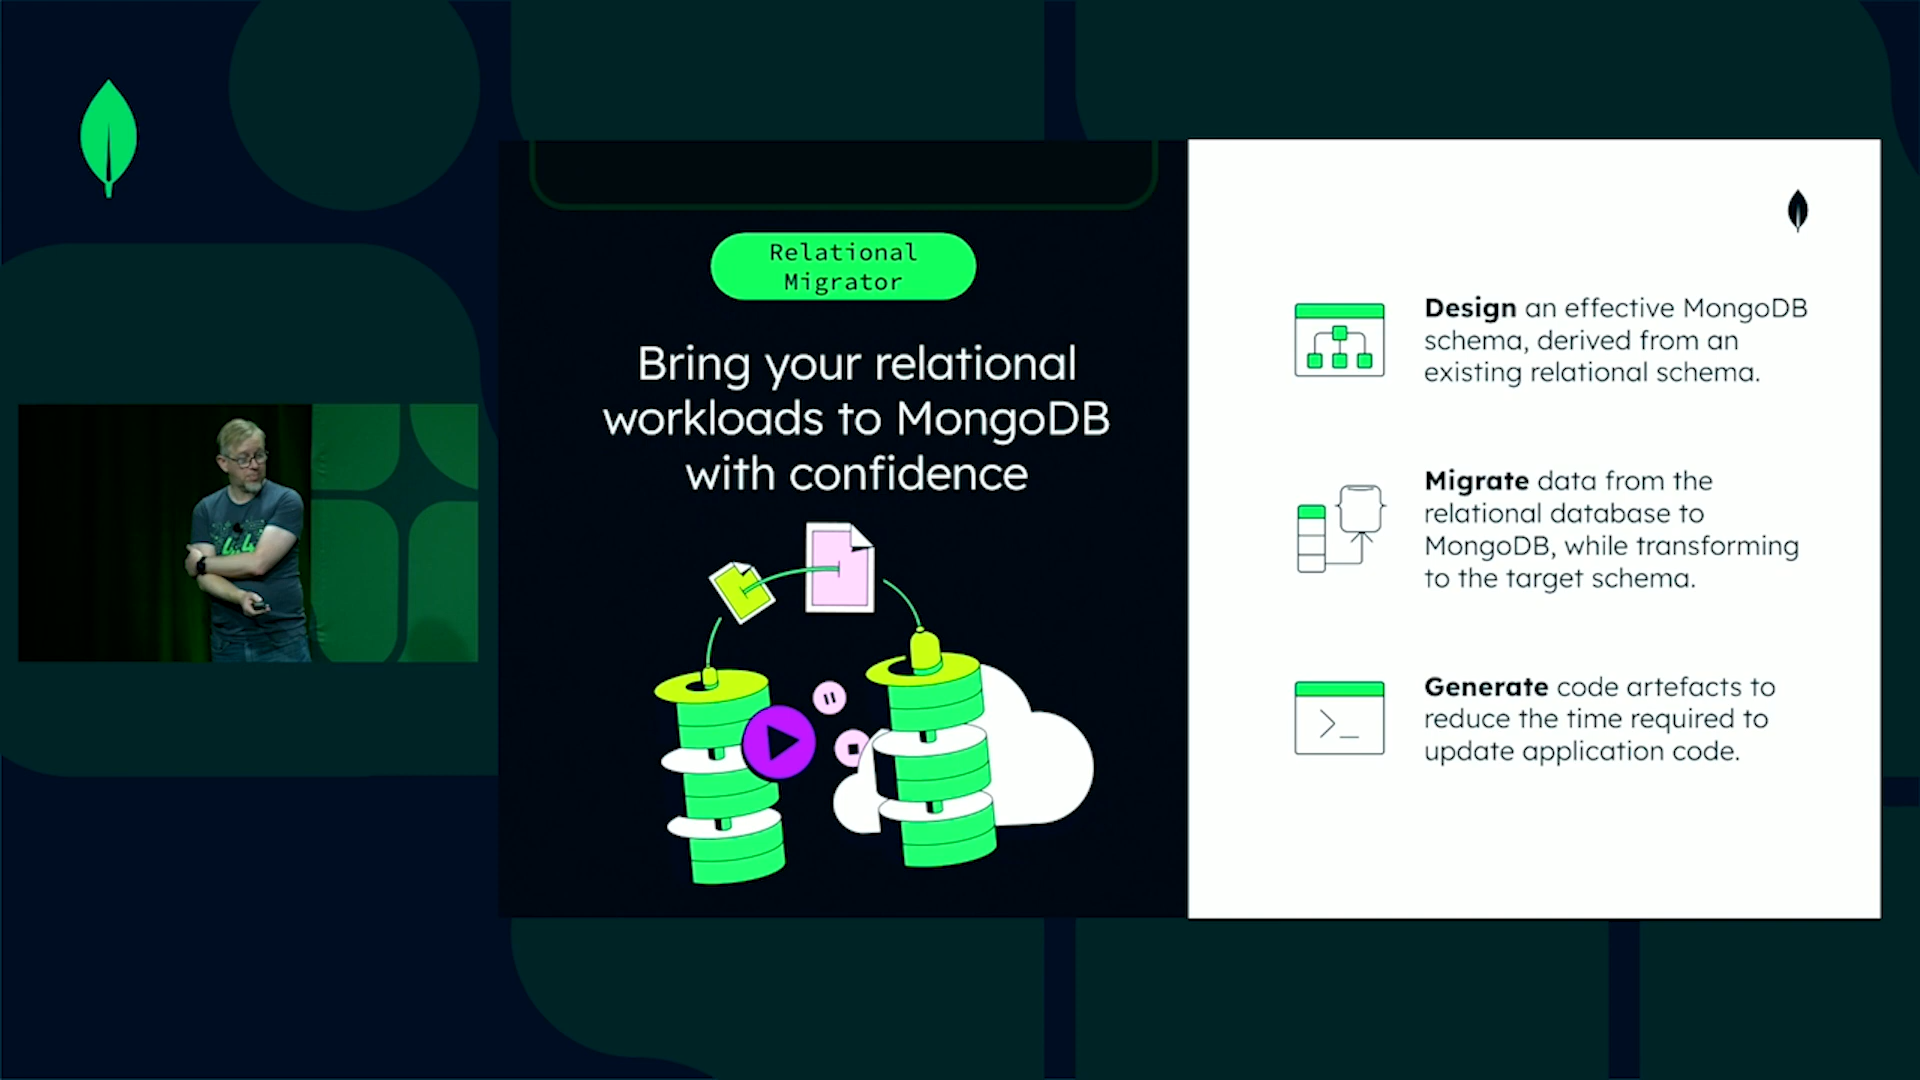 Relational
Migrator
Bring your relational
workloads to MongoDB
with confidence
Design an effective MongoDB
schema, derived from an
existing relational schema.
Migrate data from the
relational database to
MongoDB, while transforming
to the target schema.
Generate code artefacts to
reduce the time required to
update application code.